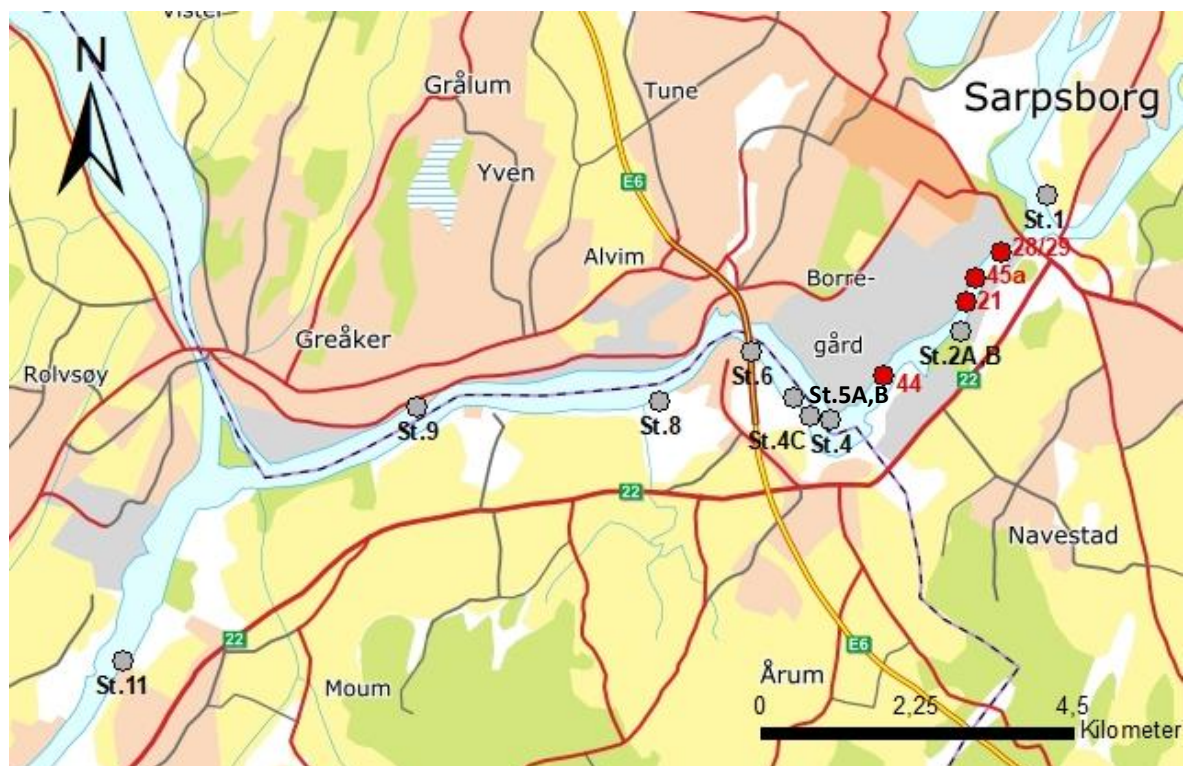 Vister
N
Grålum
Tune
Sarpsborg
Yven
E6
St.1
28/29
Alvim
45a
Borre-
21
Greåker
gård
St.2A,B
Rolvsøy
St.6
44
22
St.5A,B
St.9
St.8
St.4C
St.4
22
Navestad
22
E6
St.11
Moum
Årum
0
2,25
4,5
Kilometer